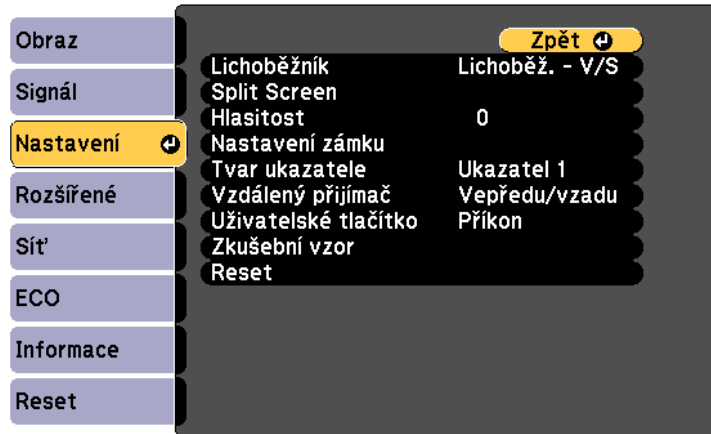 Obraz
Signál
Nastavení
Rozšířené
Síť
ECO
Informace
Reset
Zpět
Lichoběžník Lichoběž. - V/S
Split Screen
Hlasitost 0
Nastavení zámku
Tvar ukazatele Ukazatel 1
Vzdálený přijímač Vepředu/vzadu
Uživatelské tlačítko Příkon
Zkušební vzor
Reset